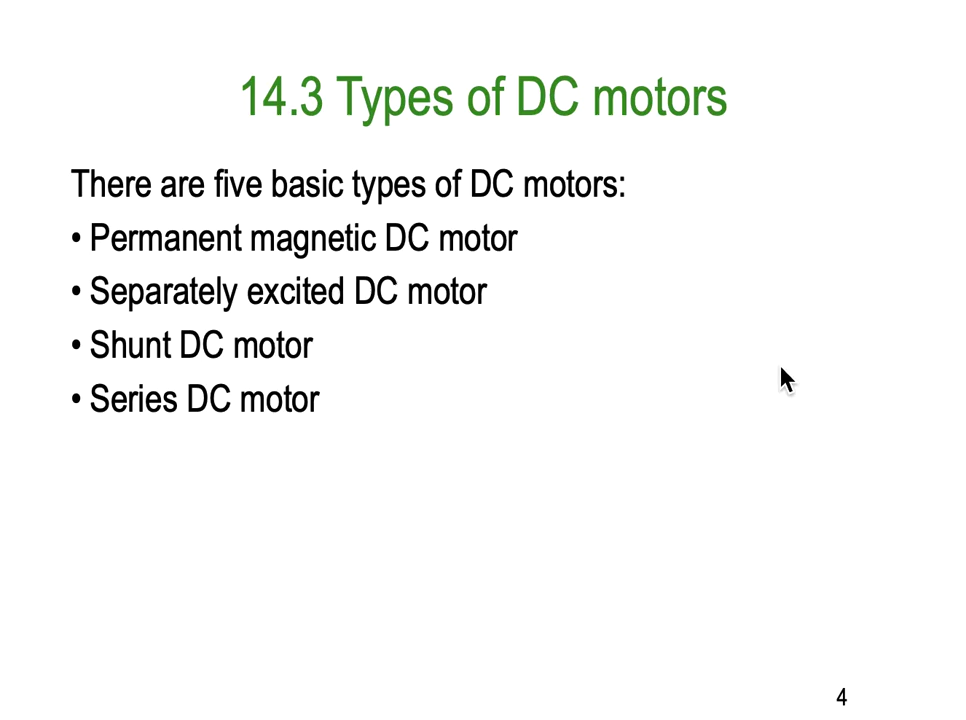 14.3 Types of DC motors
There are five basic types of DC motors:
• Permanent magnetic DC motor
• Separately excited DC motor
• Shunt DC motor
• Series DC motor
4